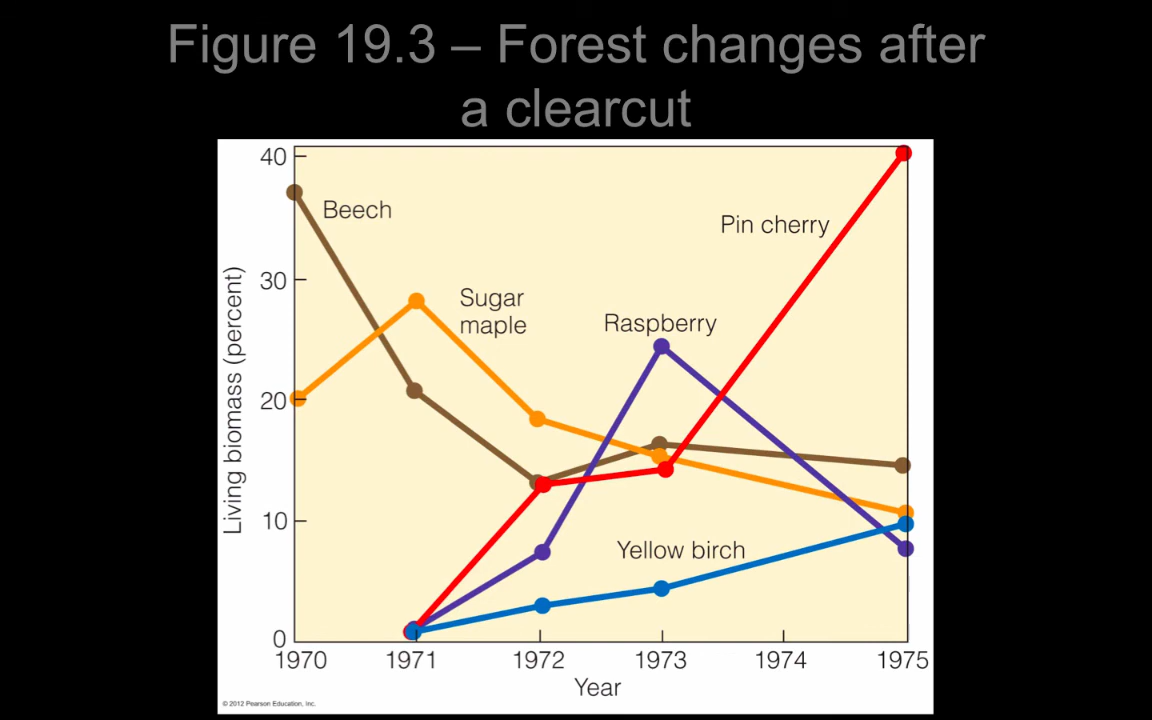 Figure 19.3 – Forest changes after
a clearcut
40
30
20
10
0
Living biomass (percent)
Beech
Sugar
maple
Raspberry
Pin cherry
Yellow birch
1970 1971 1972 1973 1974 1975
Year
© 2012 Pearson Education, Inc.